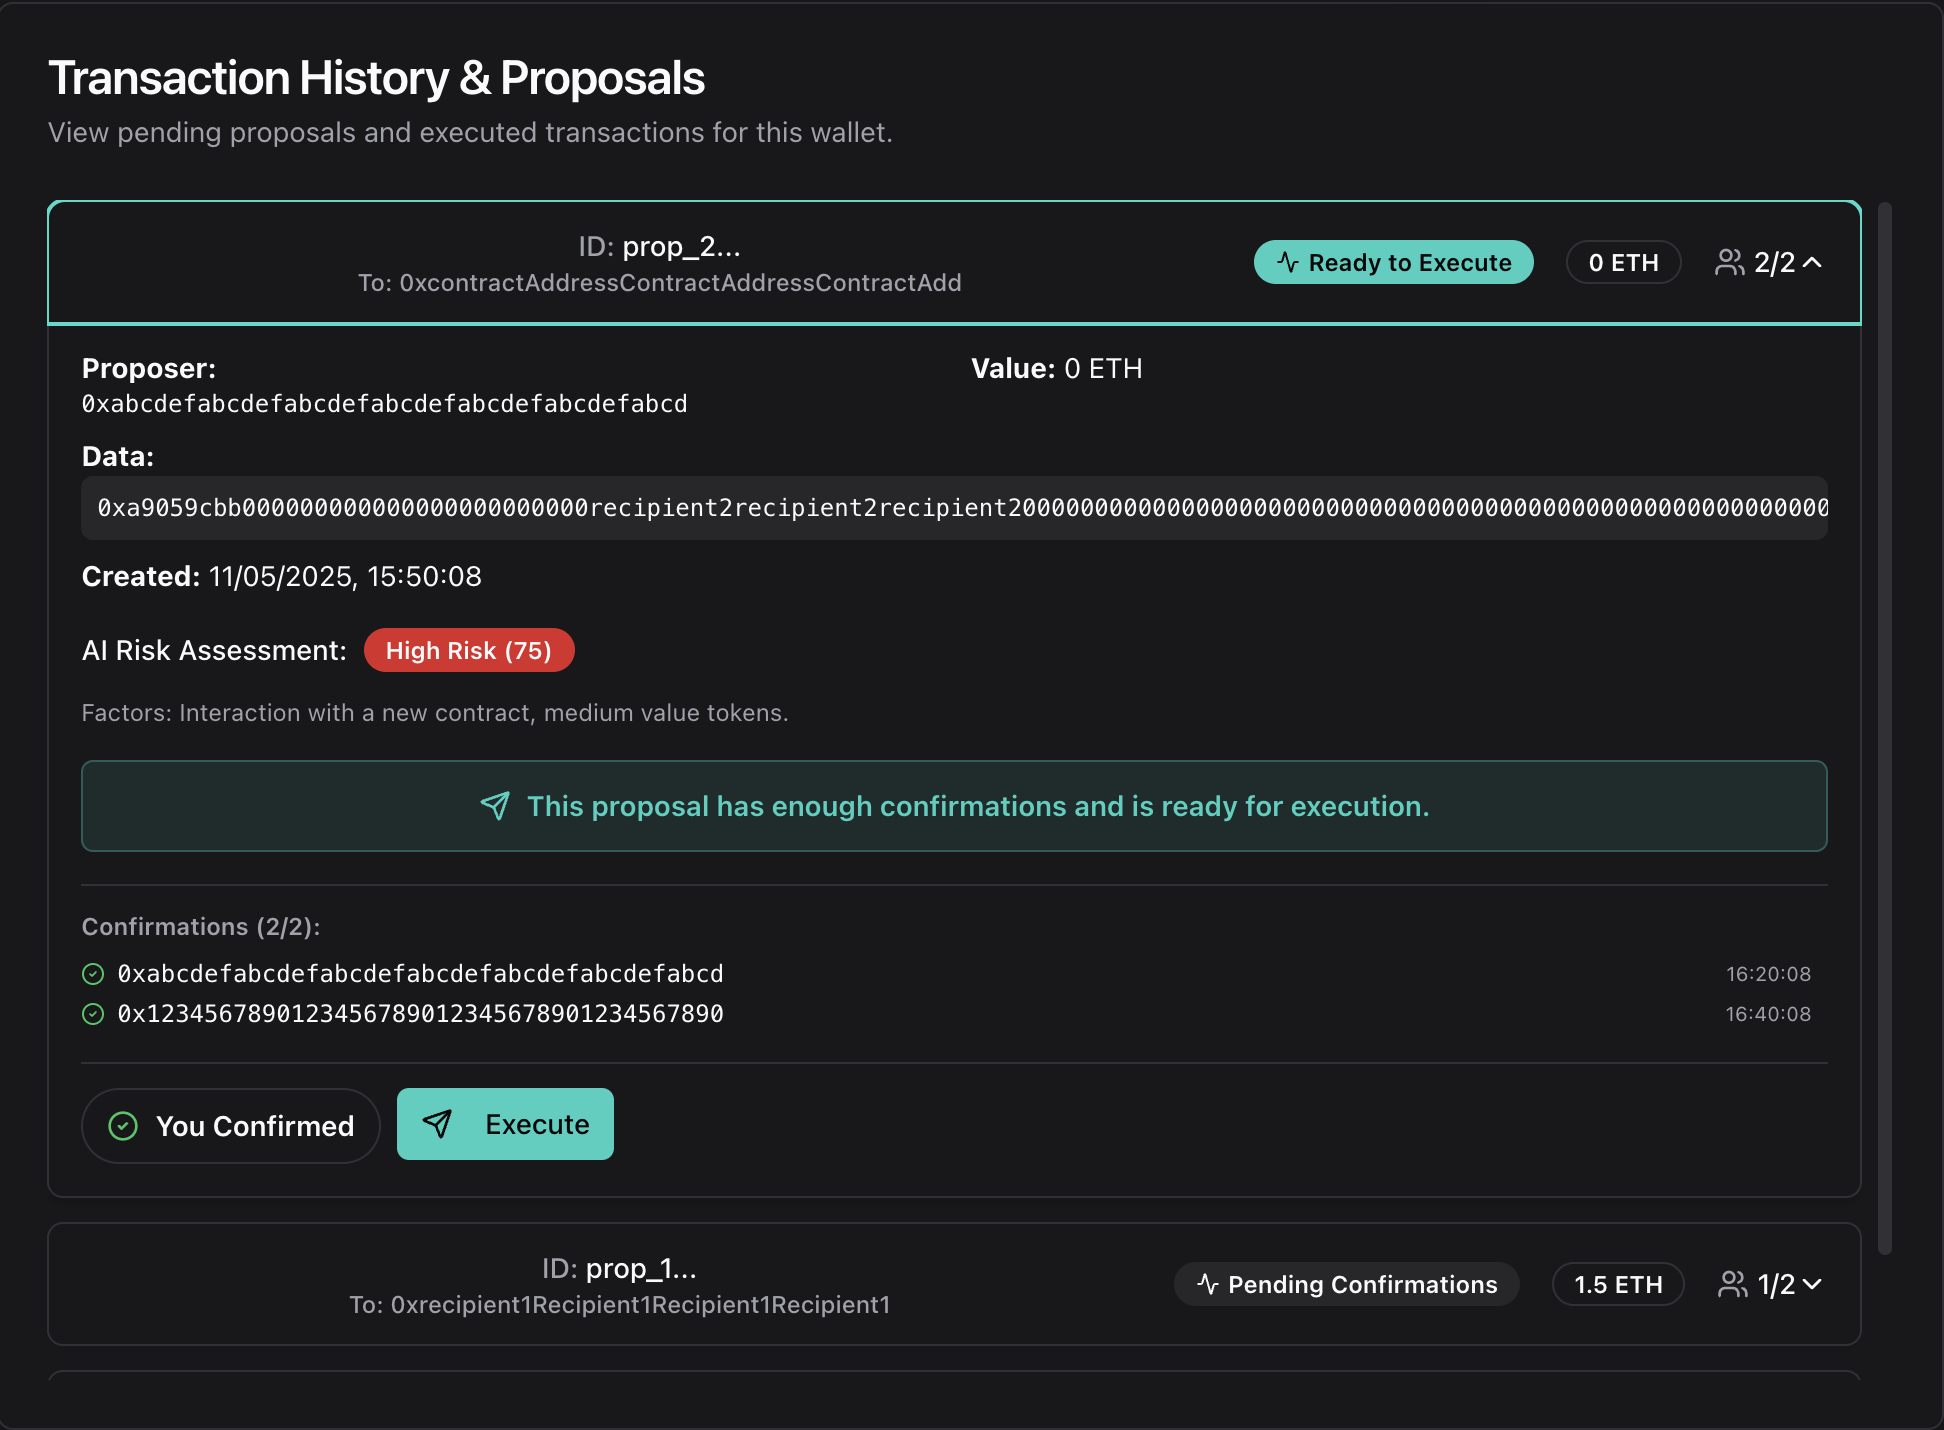 Transaction History & Proposals
View pending proposals and executed transactions for this wallet.
ID: prop_2...
To: 0xcontractAddressContractAddressContractAdd
Ready to Execute
0 ETH
2/2
Proposer:
0xabcdefabcdefabcdefabcdefabcdefabcdefabcd
Value: 0 ETH
Data:
0xa9059cbb000000000000000000000000recipient2recipient2recipient200000000000000000000000000000000000000000000000000000000
Created: 11/05/2025, 15:50:08
AI Risk Assessment: High Risk (75)
Factors: Interaction with a new contract, medium value tokens.
This proposal has enough confirmations and is ready for execution.
Confirmations (2/2):
0xabcdefabcdefabcdefabcdefabcdefabcdefabcd 16:20:08
0x1234567890123456789012345678901234567890 16:40:08
You Confirmed
Execute
ID: prop_1...
To: 0xrecipient1Recipient1Recipient1Recipient1
Pending Confirmations
1.5 ETH
1/2